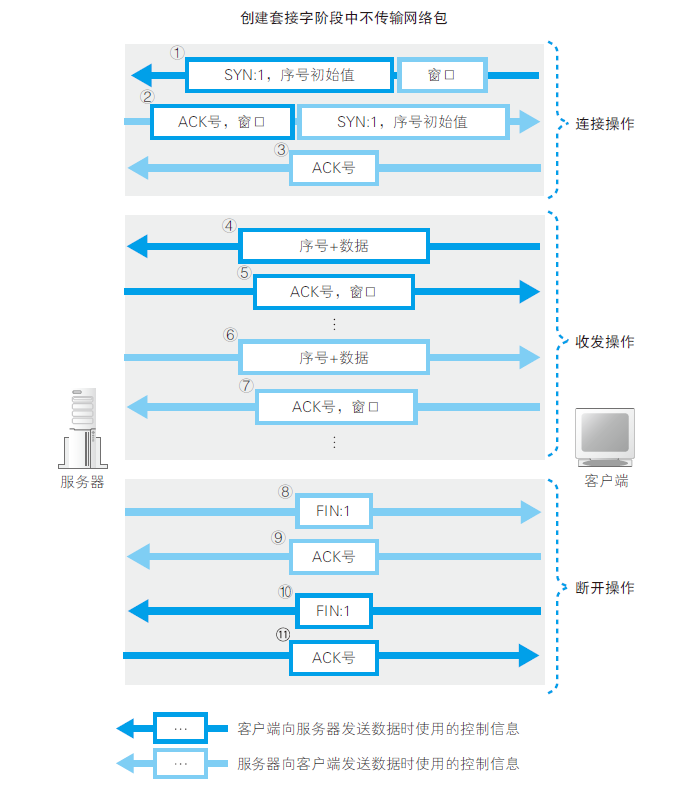 创建套接字阶段中不传输网络包
①
SYN:1，序号初始值
窗口
②
ACK号，窗口
SYN:1，序号初始值
③
ACK号
连接操作
④
序号+数据
⑤
ACK号，窗口
⋮
⑥
序号+数据
⑦
ACK号，窗口
⋮
收发操作
服务器
客户端
⑧
FIN:1
⑨
ACK号
⑩
FIN:1
⑪
ACK号
断开操作
… 客户端向服务器发送数据时使用的控制信息
… 服务器向客户端发送数据时使用的控制信息